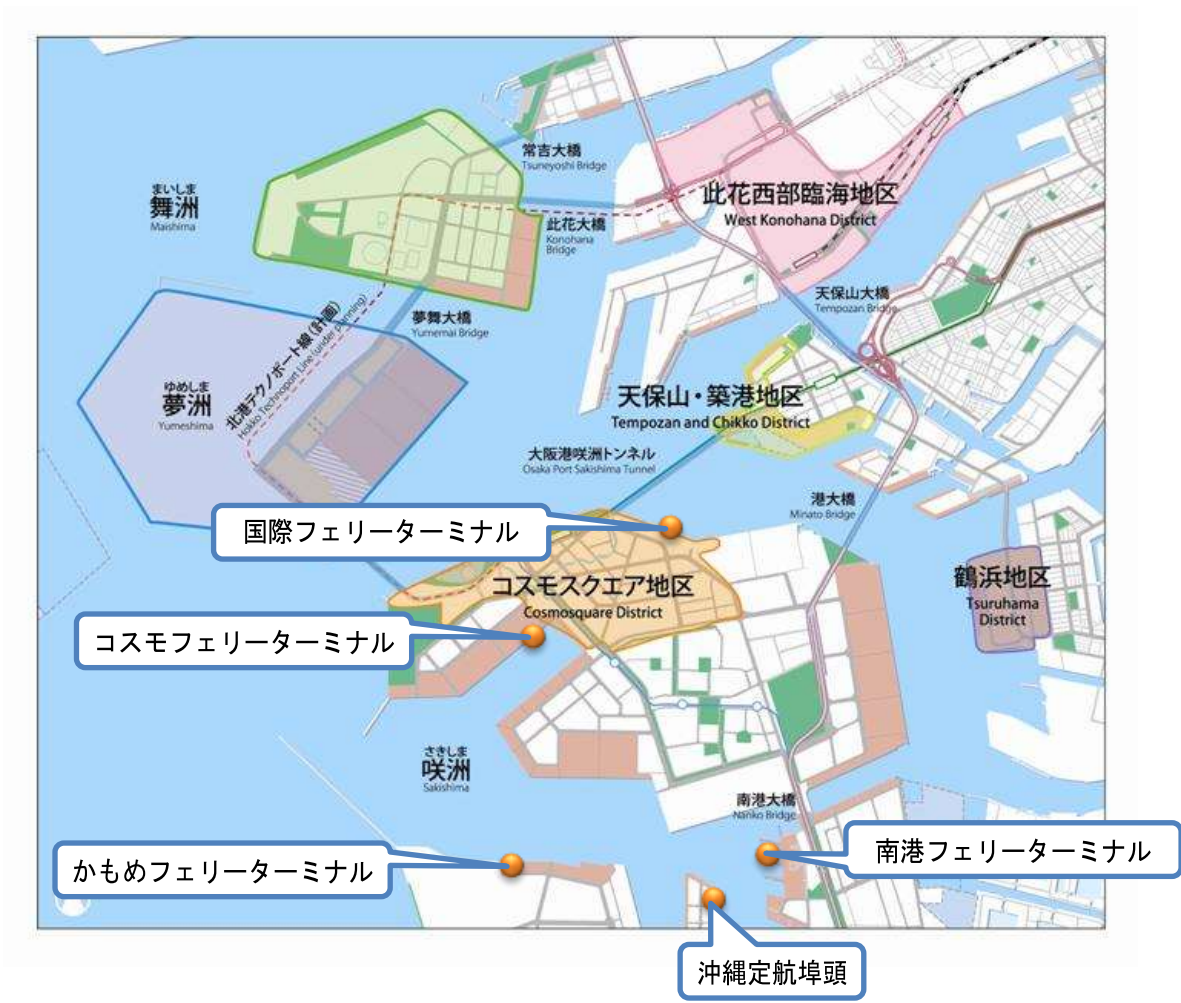 常吉大橋
Tsuneyoshi Bridge
まいしま
舞洲
Maishima
此花西部臨海地区
West Konohana District
此花大橋
Konohana
Bridge
天保山大橋
Tempozan Bridge
夢舞大橋
Yumemai Bridge
北港テクノポート線(計画)
Hokko Technoport Line (under planning)
ゆめしま
夢洲
Yumeshima
天保山・築港地区
Tempozan and Chikko District
大阪港咲洲トンネル
Osaka Port Sakishima Tunnel
港大橋
Minato Bridge
国際フェリーターミナル
コスモスクエア地区
Cosmosquare District
鶴浜地区
Tsuruhama
District
コスモフェリーターミナル
さきしま
咲洲
Sakishima
南港大橋
Nanko Bridge
かもめフェリーターミナル
南港フェリーターミナル
沖縄定航埠頭